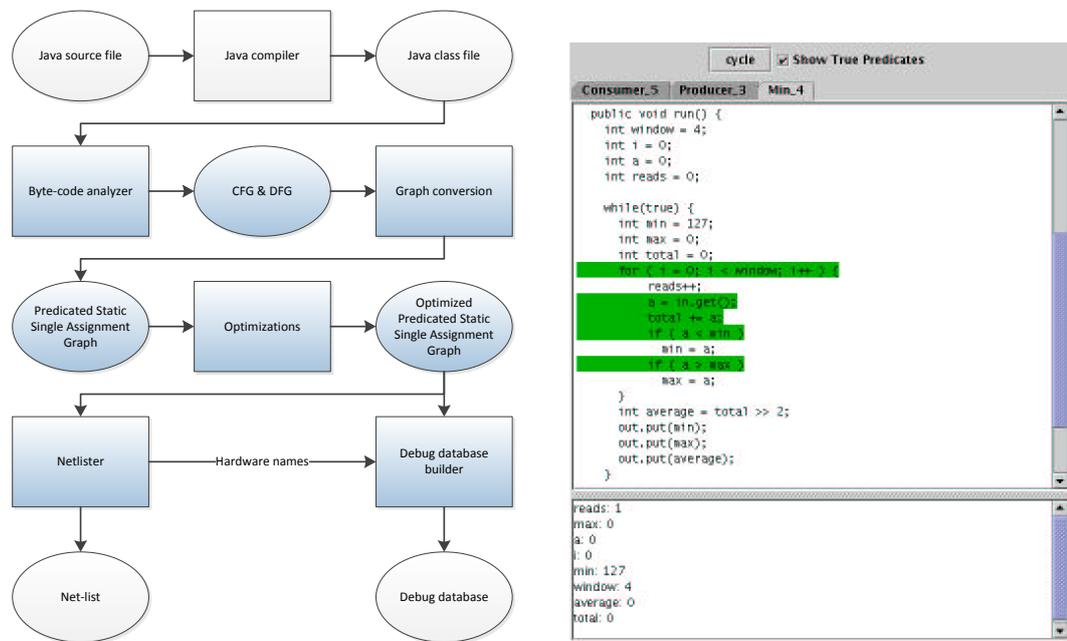 Java source file
Java compiler
Java class file
Byte-code analyzer
CFG & DFG
Graph conversion
Predicated Static
Single Assignment
Graph
Optimizations
Optimized
Predicated Static
Single Assignment
Graph
Netlister
Hardware names
Debug database
builder
Net-list
Debug database
cycle
Show True Predicates
Consumer_5
Producer_3
Min_4
public void run() {
int window = 4;
int i = 0;
int a = 0;
int reads = 0;
while(true) {
int min = 127;
int max = 0;
int total = 0;
for ( i = 0; i < window; i++ ) {
reads++;
a = in.get();
total += a;
if ( a < min )
min = a;
if ( a > max )
max = a;
}
int average = total >> 2;
out.put(min);
out.put(max);
out.put(average);
}
reads: 1
max: 0
a: 0
i: 0
min: 127
window: 4
average: 0
total: 0